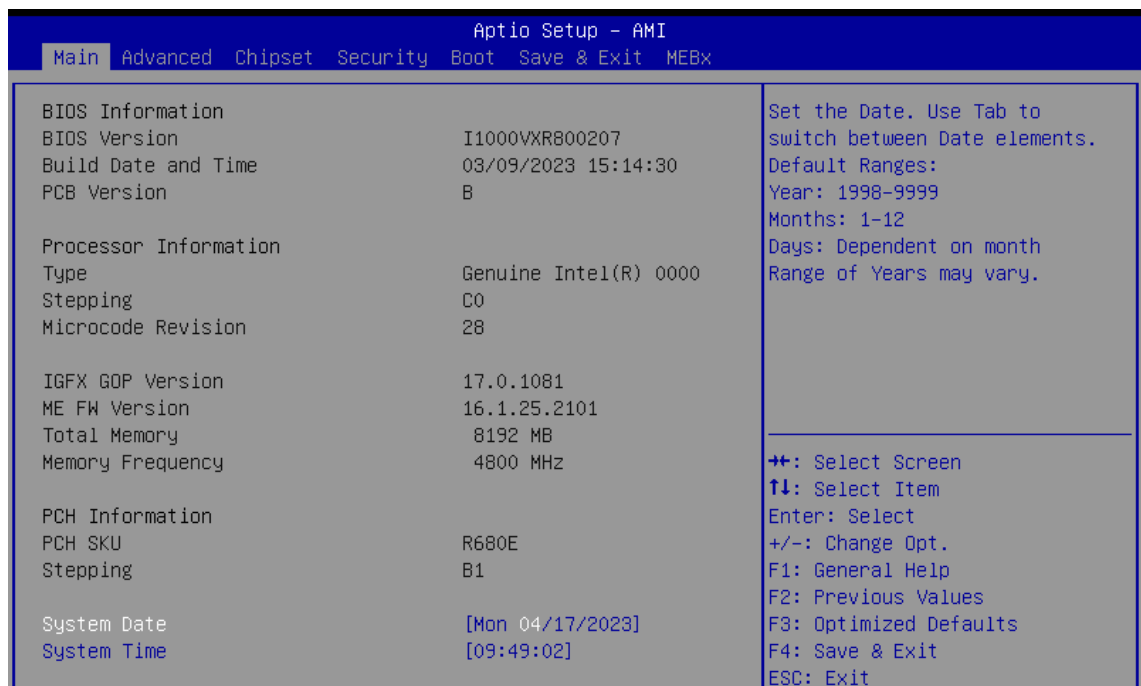 Aptio Setup – AMI
Main Advanced Chipset Security Boot Save & Exit MEBx
BIOS Information
BIOS Version I1000VXR800207
Build Date and Time 03/09/2023 15:14:30
PCB Version B
Processor Information
Type Genuine Intel(R) 0000
Stepping C0
Microcode Revision 28
IGFX GOP Version 17.0.1081
ME FW Version 16.1.25.2101
Total Memory 8192 MB
Memory Frequency 4800 MHz
PCH Information
PCH SKU R680E
Stepping B1
System Date [Mon 04/17/2023]
System Time [09:49:02]
Set the Date. Use Tab to
switch between Date elements.
Default Ranges:
Year: 1998–9999
Months: 1–12
Days: Dependent on month
Range of Years may vary.
→←: Select Screen
↑↓: Select Item
Enter: Select
+/–: Change Opt.
F1: General Help
F2: Previous Values
F3: Optimized Defaults
F4: Save & Exit
ESC: Exit